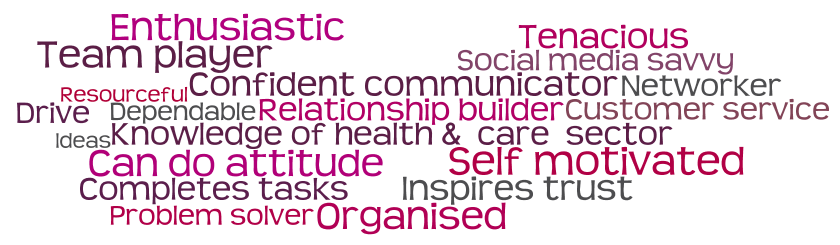 Enthusiastic
Tenacious
Team player
Social media savvy
Resourceful Confident communicator Networker
Drive Dependable Relationship builder Customer service
Ideas Knowledge of health & care sector
Can do attitude Self motivated
Completes tasks Inspires trust
Problem solver Organised